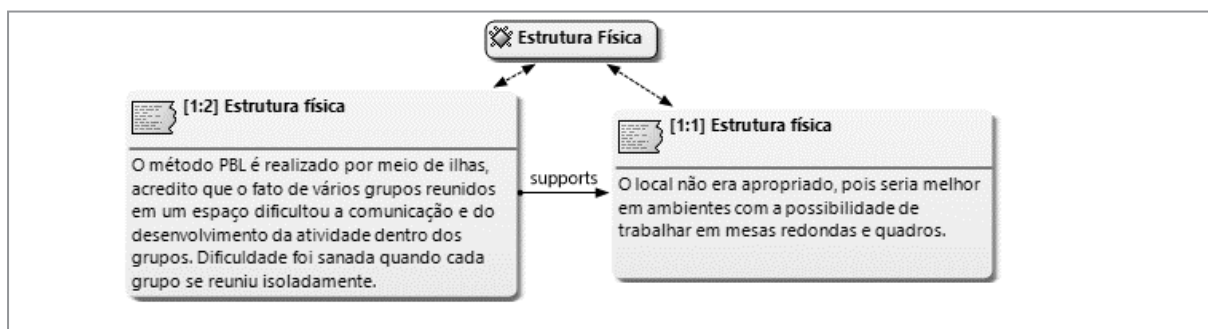 Estrutura Física
[1:2] Estrutura física
O método PBL é realizado por meio de ilhas,
acredito que o fato de vários grupos reunidos
em um espaço dificultou a comunicação e do
desenvolvimento da atividade dentro dos
grupos. Dificuldade foi sanada quando cada
grupo se reuniu isoladamente.
supports
[1:1] Estrutura física
O local não era apropriado, pois seria melhor
em ambientes com a possibilidade de
trabalhar em mesas redondas e quadros.